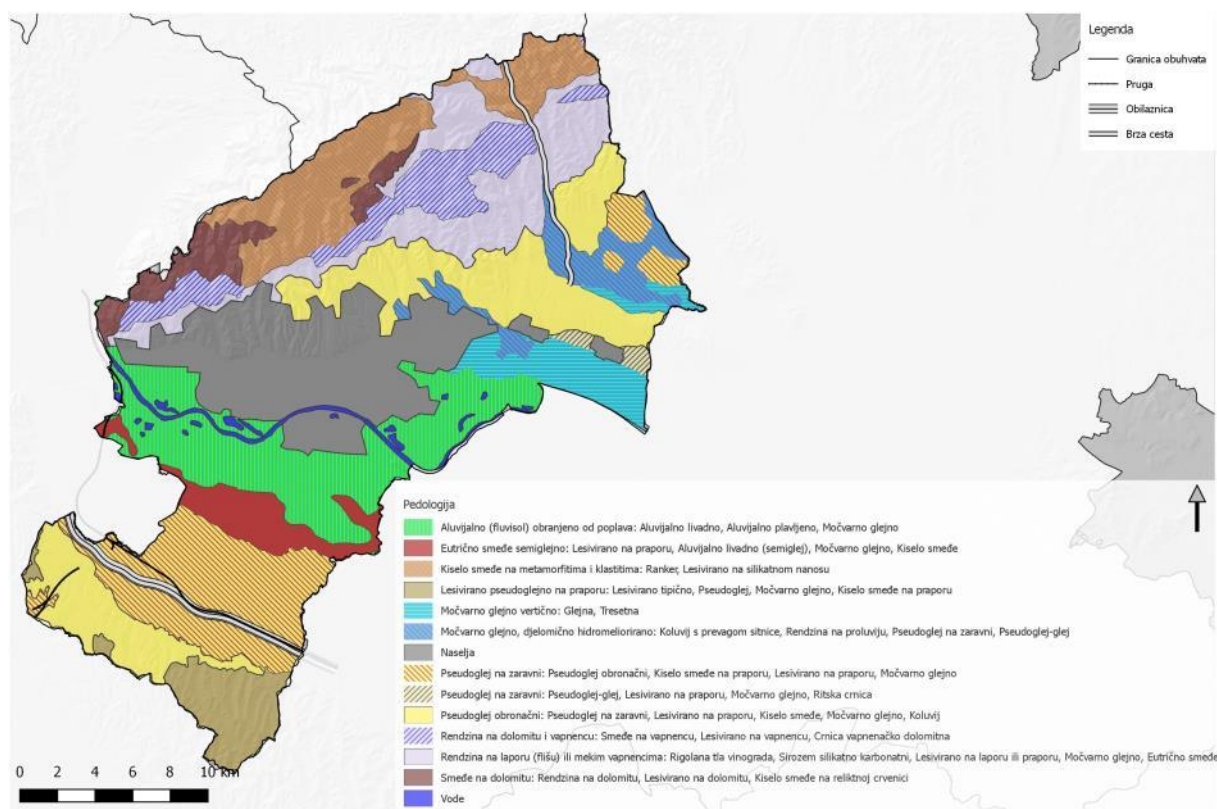 Legenda
Granica obuhvata
Pruga
Obilaznica
Brza cesta
Pedologija
Aluvijalno (fluvisol) obranjeno od poplava: Aluvijalno livadno, Aluvijalno plavljeno, Močvarno glejno
Eutrično smeđe semiglejno: Lesivirano na praporu, Aluvijalno livadno (semiglej), Močvarno glejno, Kiselo smeđe
Kiselo smeđe na metamorfitima i klastitima: Ranker, Lesivirano na silikatnom nanosu
Lesivirano pseudoglejno na praporu: Lesivirano tipično, Pseudoglej, Močvarno glejno, Kiselo smeđe na praporu
Močvarno glejno vertično: Glejna, Tresetna
Močvarno glejno, djelomično hidromeliorirano: Koluvij s prevagom sitnice, Rendzina na proluviju, Pseudoglej na zaravni, Pseudoglej-glej
Naselja
Pseudoglej na zaravni: Pseudoglej obronačni, Kiselo smeđe na praporu, Lesivirano na praporu, Močvarno glejno
Pseudoglej na zaravni: Pseudoglej-glej, Lesivirano na praporu, Močvarno glejno, Ritska crnica
Pseudoglej obronačni: Pseudoglej na zaravni, Lesivirano na praporu, Kiselo smeđe, Močvarno glejno, Koluvij
Rendzina na dolomitu i vapnencu: Smeđe na vapnencu, Lesivirano na vapnencu, Crnica vapnenačko dolomitna
Rendzina na laporu (flišu) ili mekim vapnencima: Rigolana tla vinograda, Sirozem silikatno karbonatni, Lesivirano na laporu ili praporu, Močvarno glejno, Eutrično smeđe
Smeđe na dolomitu: Rendzina na dolomitu, Lesivirano na dolomitu, Kiselo smeđe na reliktnoj crvenici
Vode
0 2 4 6 8 10 km